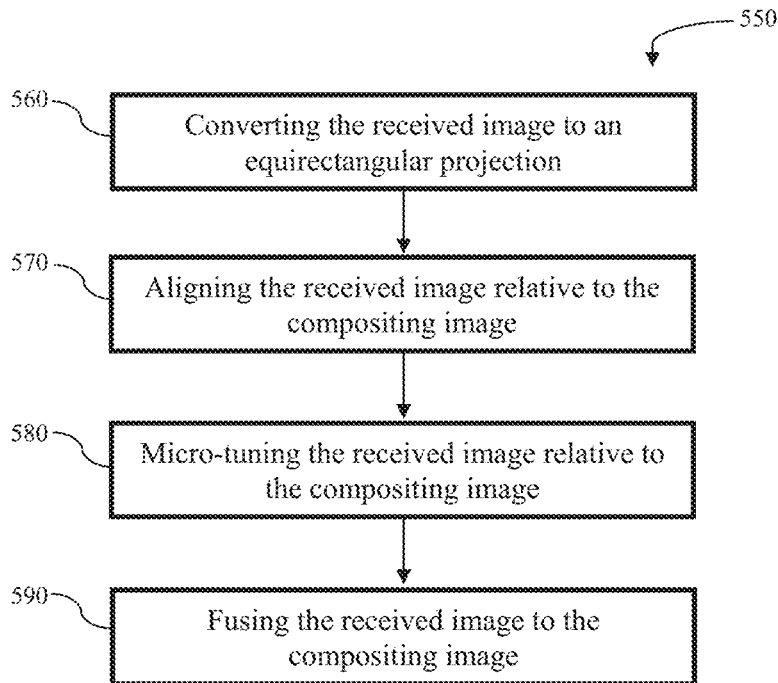 550
560
Converting the received image to an
equirectangular projection
570
Aligning the received image relative to the
compositing image
580
Micro-tuning the received image relative to
the compositing image
590
Fusing the received image to the
compositing image